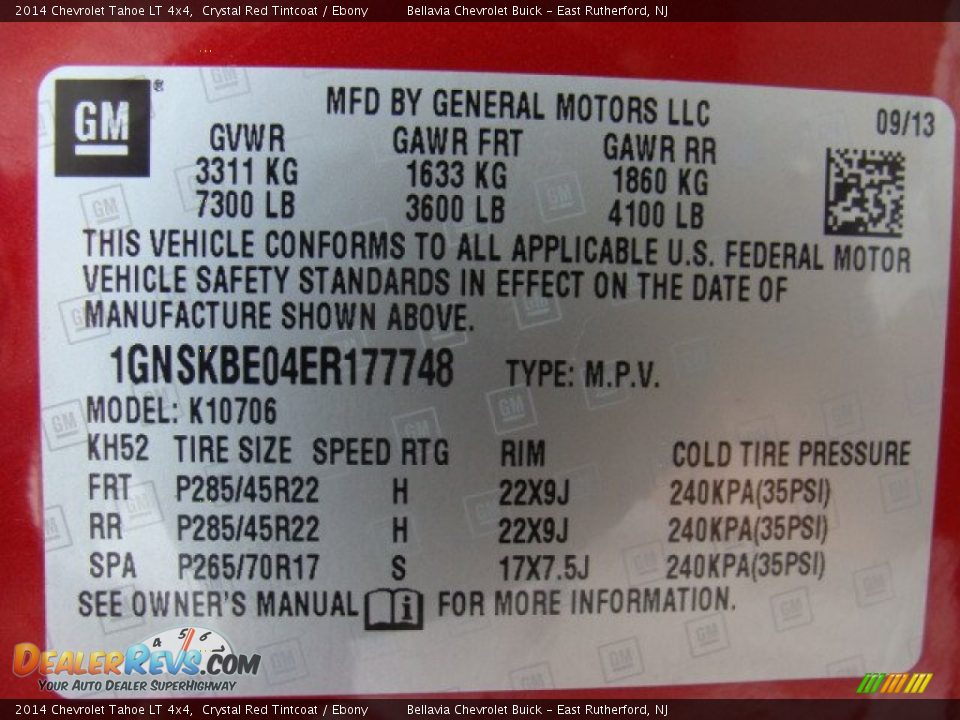 2014 Chevrolet Tahoe LT 4x4, Crystal Red Tintcoat / Ebony Bellavia Chevrolet Buick - East Rutherford, NJ
GM ®
MFD BY GENERAL MOTORS LLC
09/13
GVWR GAWR FRT GAWR RR
3311 KG 1633 KG 1860 KG
7300 LB 3600 LB 4100 LB
THIS VEHICLE CONFORMS TO ALL APPLICABLE U.S. FEDERAL MOTOR
VEHICLE SAFETY STANDARDS IN EFFECT ON THE DATE OF
MANUFACTURE SHOWN ABOVE.
1GNSKBE04ER177748 TYPE: M.P.V.
MODEL: K10706
KH52 TIRE SIZE SPEED RTG RIM COLD TIRE PRESSURE
FRT P285/45R22 H 22X9J 240KPA(35PSI)
RR P285/45R22 H 22X9J 240KPA(35PSI)
SPA P265/70R17 S 17X7.5J 240KPA(35PSI)
SEE OWNER'S MANUAL i FOR MORE INFORMATION.
4 5 6
DEALERREVS.COM
YOUR AUTO DEALER SUPERHIGHWAY
2014 Chevrolet Tahoe LT 4x4, Crystal Red Tintcoat / Ebony Bellavia Chevrolet Buick - East Rutherford, NJ